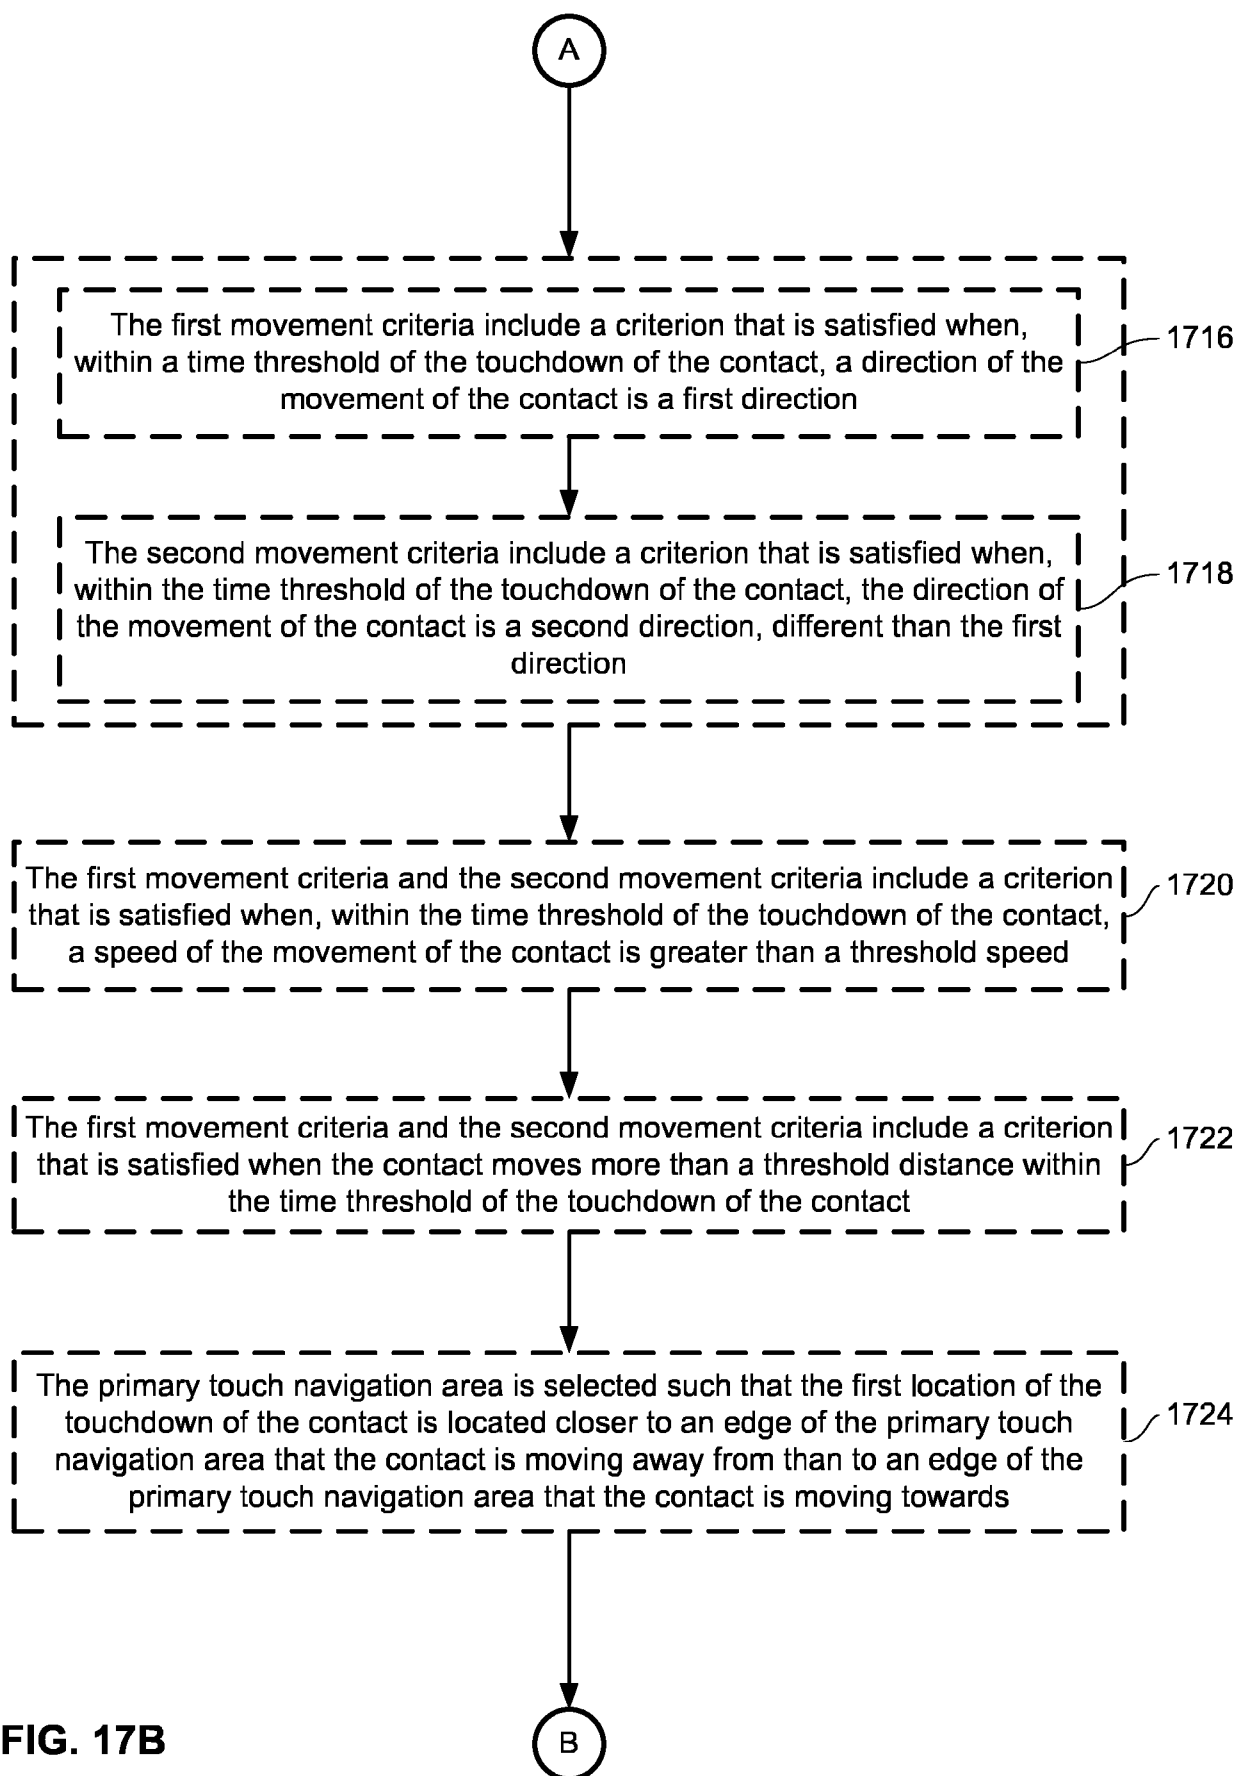 A
The first movement criteria include a criterion that is satisfied when,
within a time threshold of the touchdown of the contact, a direction of the
movement of the contact is a first direction
1716
The second movement criteria include a criterion that is satisfied when,
within the time threshold of the touchdown of the contact, the direction of
the movement of the contact is a second direction, different than the first
direction
1718
The first movement criteria and the second movement criteria include a criterion
that is satisfied when, within the time threshold of the touchdown of the contact,
a speed of the movement of the contact is greater than a threshold speed
1720
The first movement criteria and the second movement criteria include a criterion
that is satisfied when the contact moves more than a threshold distance within
the time threshold of the touchdown of the contact
1722
The primary touch navigation area is selected such that the first location of the
touchdown of the contact is located closer to an edge of the primary touch
navigation area that the contact is moving away from than to an edge of the
primary touch navigation area that the contact is moving towards
1724
FIG. 17B
B